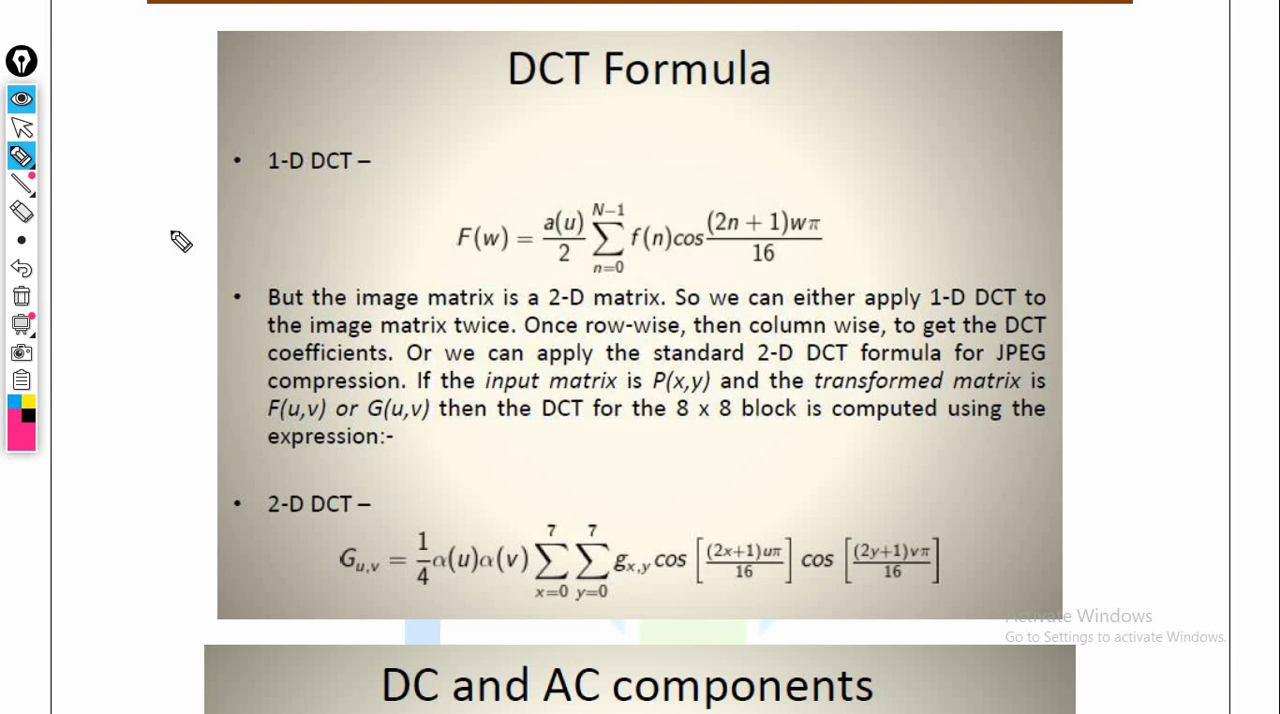 DCT Formula
• 1-D DCT –
F(w) = a(u)/2 ∑_{n=0}^{N−1} f(n)cos (2n + 1)wπ/16
• But the image matrix is a 2-D matrix. So we can either apply 1-D DCT to
the image matrix twice. Once row-wise, then column wise, to get the DCT
coefficients. Or we can apply the standard 2-D DCT formula for JPEG
compression. If the input matrix is P(x,y) and the transformed matrix is
F(u,v) or G(u,v) then the DCT for the 8 x 8 block is computed using the
expression:-
• 2-D DCT –
G_{u,v} = 1/4 α(u)α(v) ∑_{x=0}^{7} ∑_{y=0}^{7} g_{x,y} cos [(2x+1)uπ/16] cos [(2y+1)vπ/16]
Activate Windows
Go to Settings to activate Windows.
DC and AC components